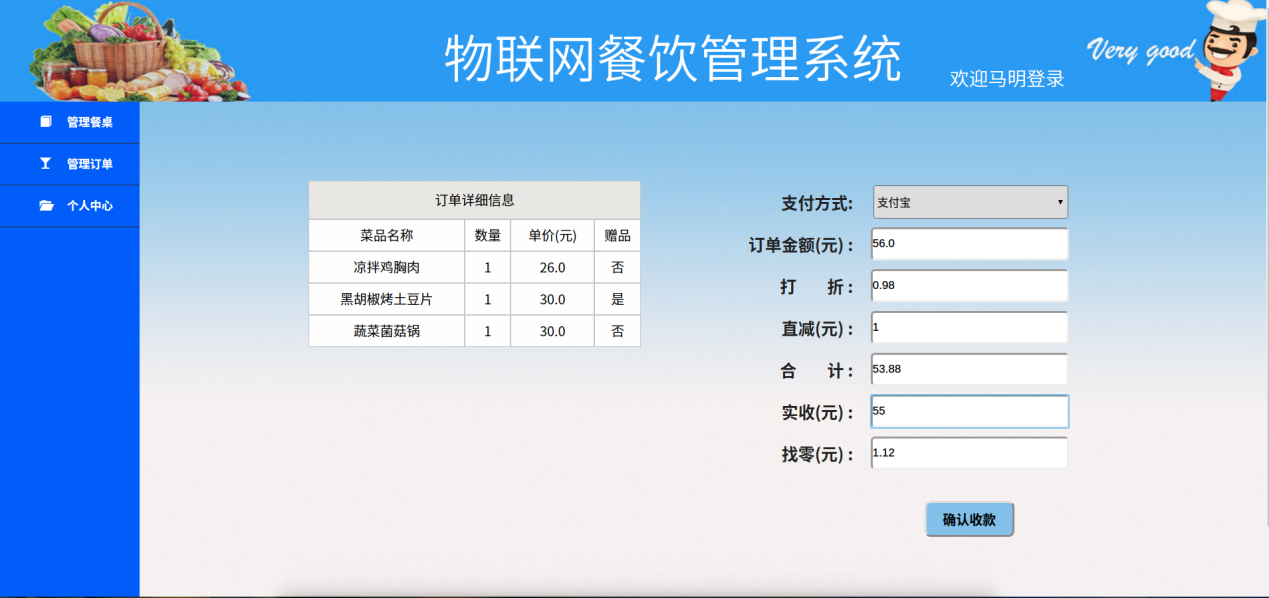 物联网餐饮管理系统
欢迎马明登录
Very good
管理餐桌
管理订单
个人中心
订单详细信息
菜品名称 数量 单价(元) 赠品
凉拌鸡胸肉 1 26.0 否
黑胡椒烤土豆片 1 30.0 是
蔬菜菌菇锅 1 30.0 否
支付方式: 支付宝
订单金额(元)： 56.0
打 折： 0.98
直减(元)： 1
合 计： 53.88
实收(元)： 55
找零(元)： 1.12
确认收款